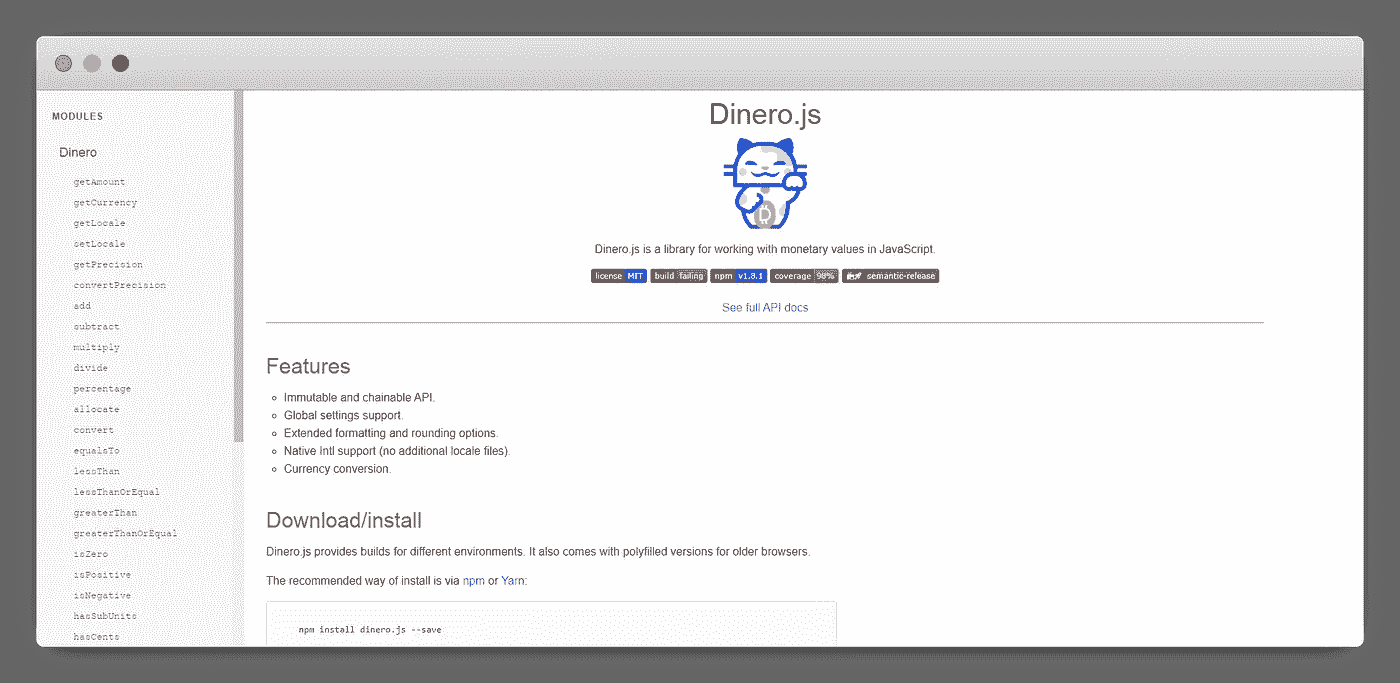 MODULES
Dinero
getAmount
getCurrency
getLocale
setLocale
getPrecision
convertPrecision
add
subtract
multiply
divide
percentage
allocate
convert
equalsTo
lessThan
lessThanOrEqual
greaterThan
greaterThanOrEqual
isZero
isPositive
isNegative
hasSubUnits
hasCents
Dinero.js
Dinero.js is a library for working with monetary values in JavaScript.
license MIT build failing npm v1.8.1 coverage 98% semantic-release
See full API docs
Features
Immutable and chainable API.
Global settings support.
Extended formatting and rounding options.
Native Intl support (no additional locale files).
Currency conversion.
Download/install
Dinero.js provides builds for different environments. It also comes with polyfilled versions for older browsers.
The recommended way of install is via npm or Yarn:
npm install dinero.js --save